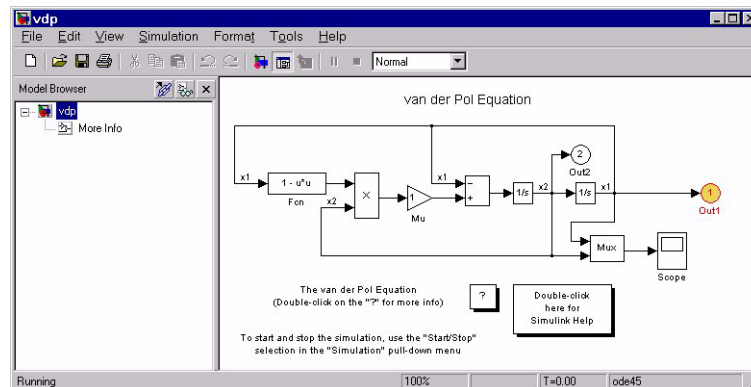 vdp
File Edit View Simulation Format Tools Help
Normal
Model Browser
vdp
More Info
van der Pol Equation
x1
1 - u*u
Fcn
x2
×
1
Mu
x1
−
+
1/s
x2
2
Out2
1/s
x1
1
Out1
Mux
Scope
The van der Pol Equation
(Double-click on the "?" for more info)
?
Double-click
here for
Simulink Help
To start and stop the simulation, use the "Start/Stop"
selection in the "Simulation" pull-down menu
Running 100% T=0.00 ode45